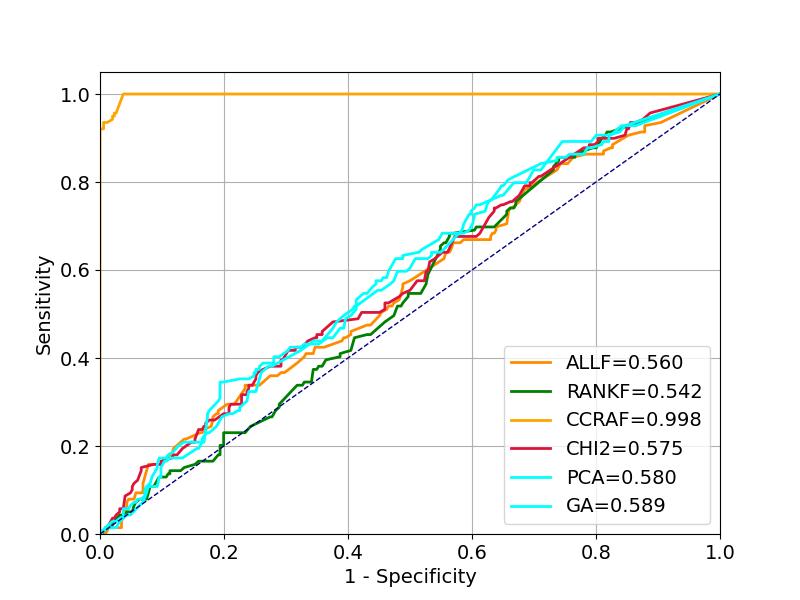 1.0
0.8
0.6
0.4
0.2
0.0
Sensitivity
0.0 0.2 0.4 0.6 0.8 1.0
1 - Specificity
ALLF=0.560
RANKF=0.542
CCRAF=0.998
CHI2=0.575
PCA=0.580
GA=0.589